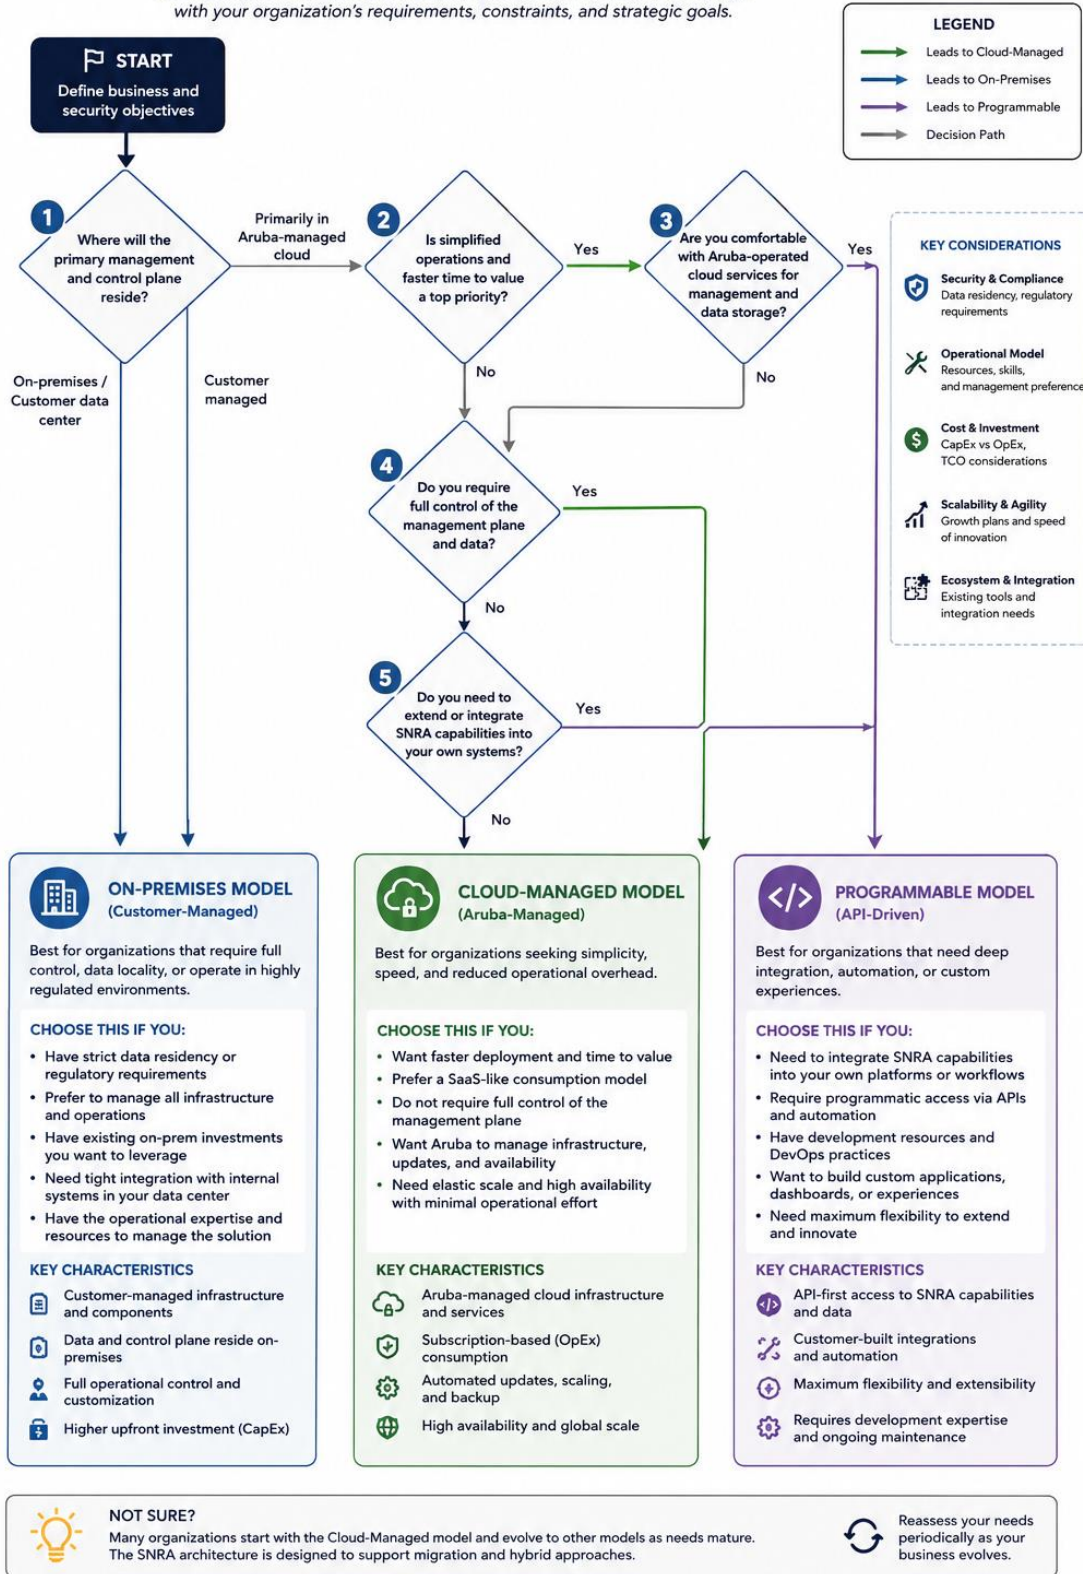 with your organization's requirements, constraints, and strategic goals.
START
Define business and
security objectives
LEGEND
Leads to Cloud-Managed
Leads to On-Premises
Leads to Programmable
Decision Path
1
Where will the
primary management
and control plane
reside?
Primarily in
Aruba-managed
cloud
2
Is simplified
operations and
faster time to value
a top priority?
Yes
3
Are you comfortable
with Aruba-operated
cloud services for
management and
data storage?
Yes
KEY CONSIDERATIONS
Security & Compliance
Data residency, regulatory
requirements
Operational Model
Resources, skills,
and management preference
Cost & Investment
CapEx vs OpEx,
TCO considerations
Scalability & Agility
Growth plans and speed
of innovation
Ecosystem & Integration
Existing tools and
integration needs
On-premises /
Customer data
center
Customer
managed
No
No
4
Do you require
full control of the
management plane
and data?
Yes
No
5
Do you need to
extend or integrate
SNRA capabilities into
your own systems?
Yes
No
ON-PREMISES MODEL
(Customer-Managed)
Best for organizations that require full
control, data locality, or operate in highly
regulated environments.
CHOOSE THIS IF YOU:
• Have strict data residency or
regulatory requirements
• Prefer to manage all infrastructure
and operations
• Have existing on-prem investments
you want to leverage
• Need tight integration with internal
systems in your data center
• Have the operational expertise and
resources to manage the solution
KEY CHARACTERISTICS
Customer-managed infrastructure
and components
Data and control plane reside on-
premises
Full operational control and
customization
Higher upfront investment (CapEx)
CLOUD-MANAGED MODEL
(Aruba-Managed)
Best for organizations seeking simplicity,
speed, and reduced operational overhead.
CHOOSE THIS IF YOU:
• Want faster deployment and time to value
• Prefer a SaaS-like consumption model
• Do not require full control of the
management plane
• Want Aruba to manage infrastructure,
updates, and availability
• Need elastic scale and high availability
with minimal operational effort
KEY CHARACTERISTICS
Aruba-managed cloud infrastructure
and services
Subscription-based (OpEx)
consumption
Automated updates, scaling,
and backup
High availability and global scale
</> PROGRAMMABLE MODEL
(API-Driven)
Best for organizations that need deep
integration, automation, or custom
experiences.
CHOOSE THIS IF YOU:
• Need to integrate SNRA capabilities
into your own platforms or workflows
• Require programmatic access via APIs
and automation
• Have development resources and
DevOps practices
• Want to build custom applications,
dashboards, or experiences
• Need maximum flexibility to extend
and innovate
KEY CHARACTERISTICS
API-first access to SNRA capabilities
and data
Customer-built integrations
and automation
Maximum flexibility and extensibility
Requires development expertise
and ongoing maintenance
NOT SURE?
Many organizations start with the Cloud-Managed model and evolve to other models as needs mature.
The SNRA architecture is designed to support migration and hybrid approaches.
Reassess your needs
periodically as your
business evolves.